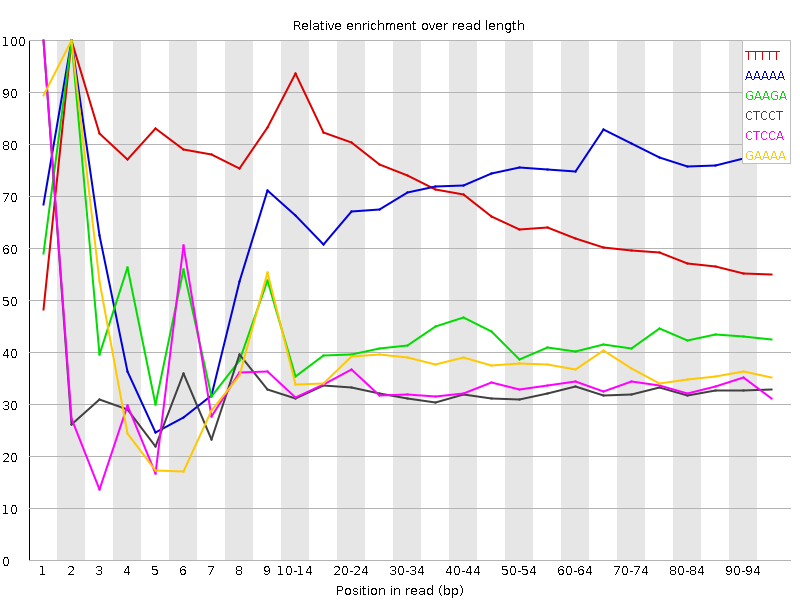 Relative enrichment over read length
100
90
80
70
60
50
40
30
20
10
0
TTTTT
AAAAA
GAAGA
CTCCT
CTCCA
GAAAA
1 2 3 4 5 6 7 8 9 10-14 20-24 30-34 40-44 50-54 60-64 70-74 80-84 90-94
Position in read (bp)